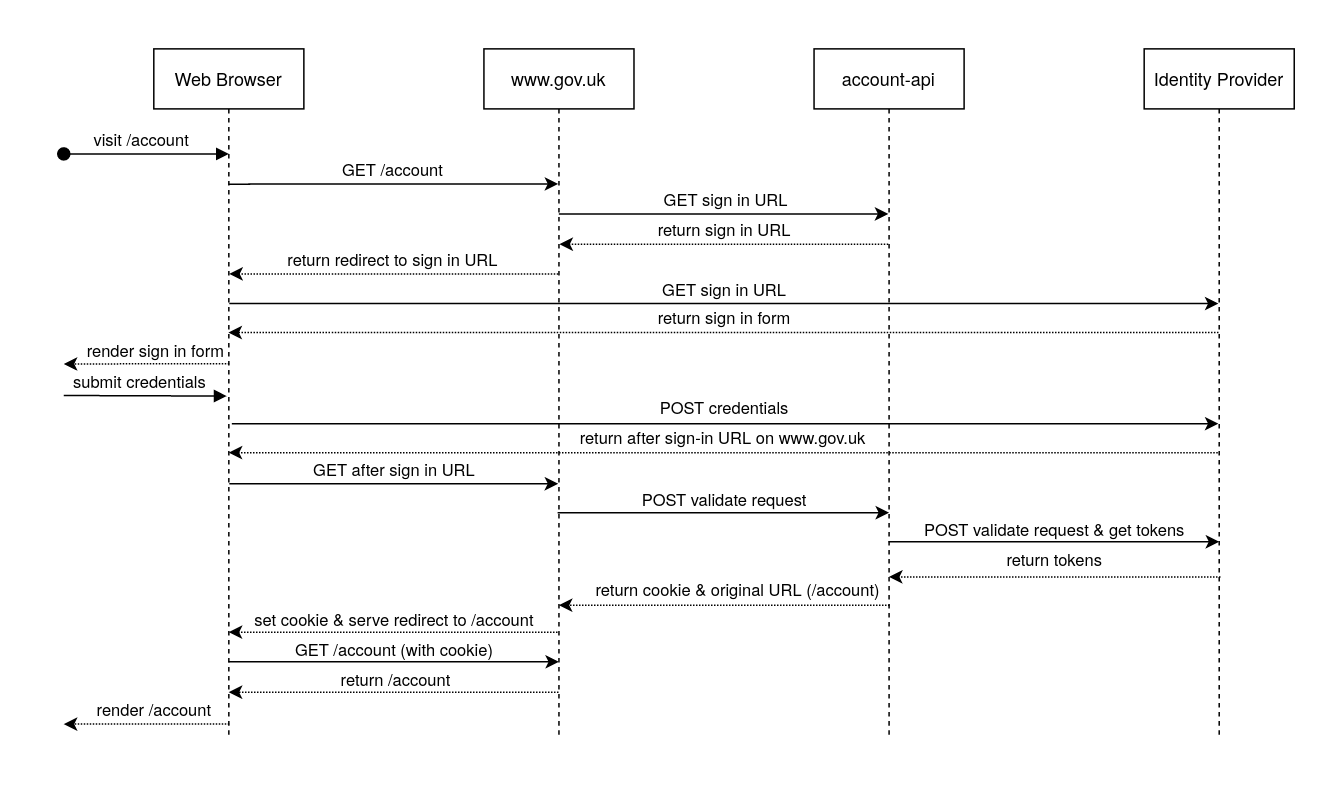 Web Browser
www.gov.uk
account-api
Identity Provider
visit /account
GET /account
GET sign in URL
return sign in URL
return redirect to sign in URL
GET sign in URL
return sign in form
render sign in form
submit credentials
POST credentials
return after sign-in URL on www.gov.uk
GET after sign in URL
POST validate request
POST validate request & get tokens
return tokens
return cookie & original URL (/account)
set cookie & serve redirect to /account
GET /account (with cookie)
return /account
render /account